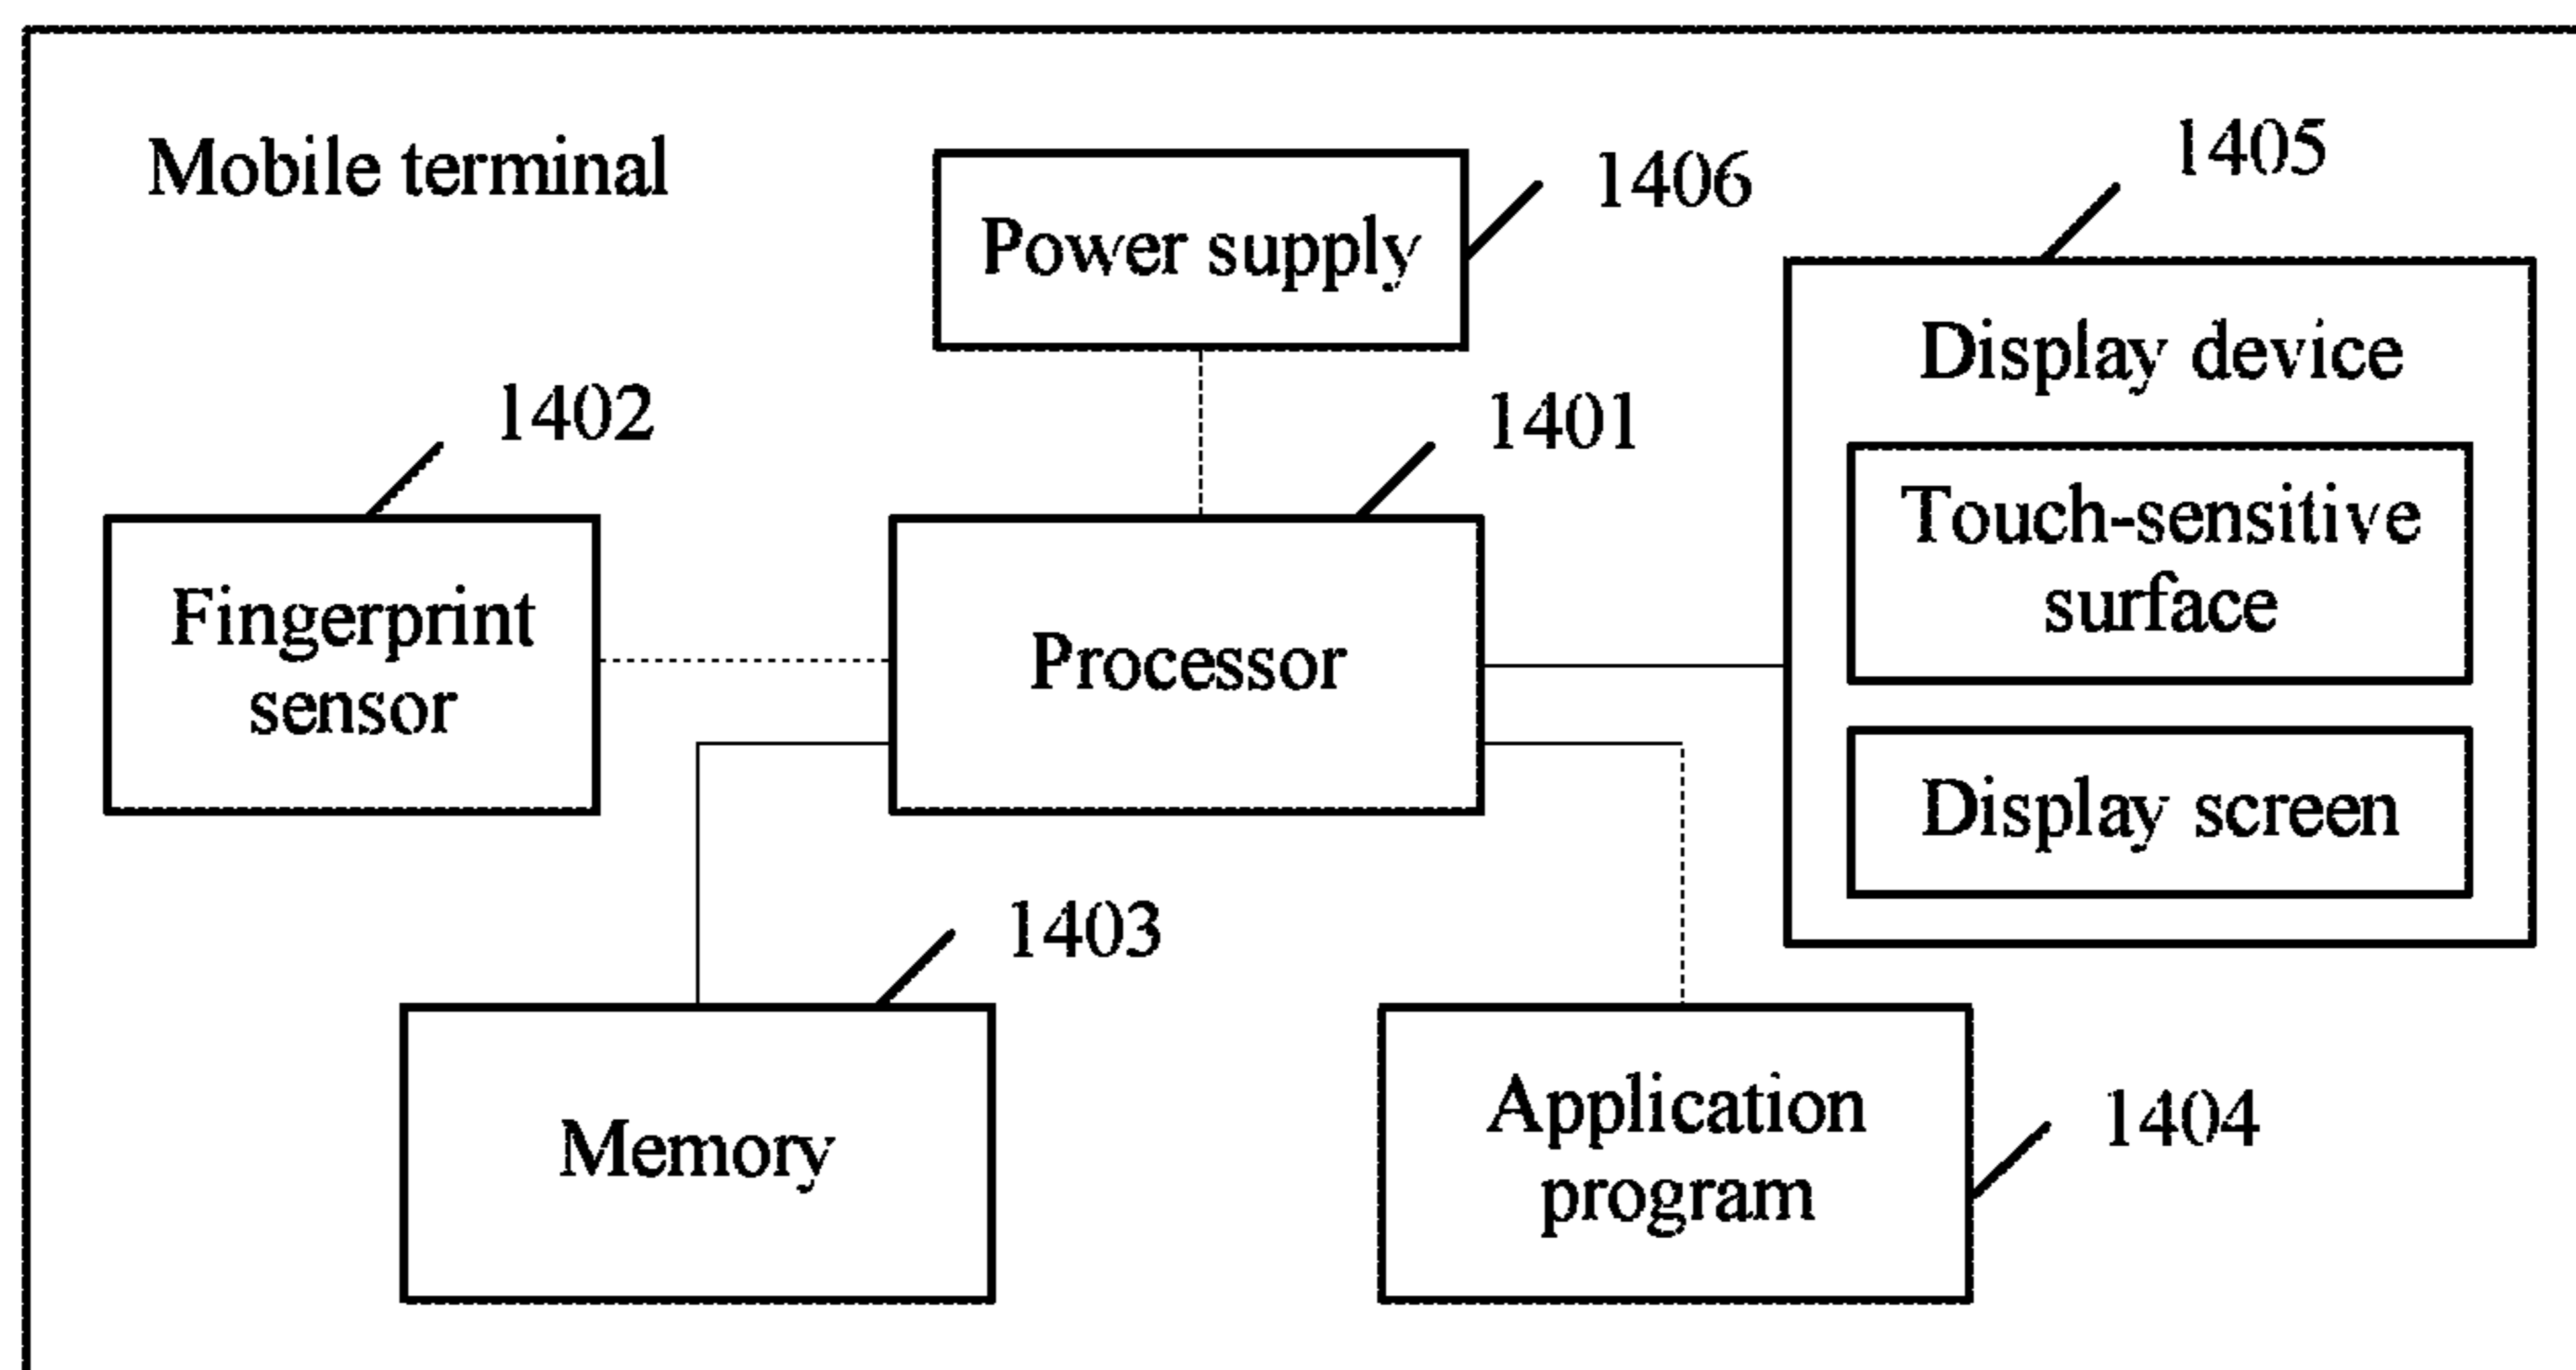 Mobile terminal
1406
1405
Power supply
Display device
1402
1401
Touch-sensitive
surface
Fingerprint
sensor
Processor
Display screen
1403
1404
Memory
Application
program